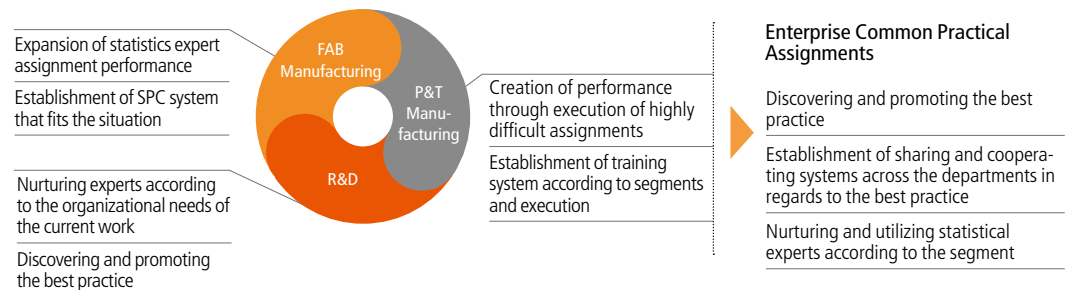 Expansion of statistics expert
assignment performance
Establishment of SPC system
that fits the situation
Nurturing experts according
to the organizational needs of
the current work
Discovering and promoting
the best practice
FAB
Manufacturing
P&T
Manu-
facturing
R&D
Creation of performance
through execution of highly
difficult assignments
Establishment of training
system according to segments
and execution
Enterprise Common Practical
Assignments
Discovering and promoting the best
practice
Establishment of sharing and coopera-
ting systems across the departments in
regards to the best practice
Nurturing and utilizing statistical
experts according to the segment